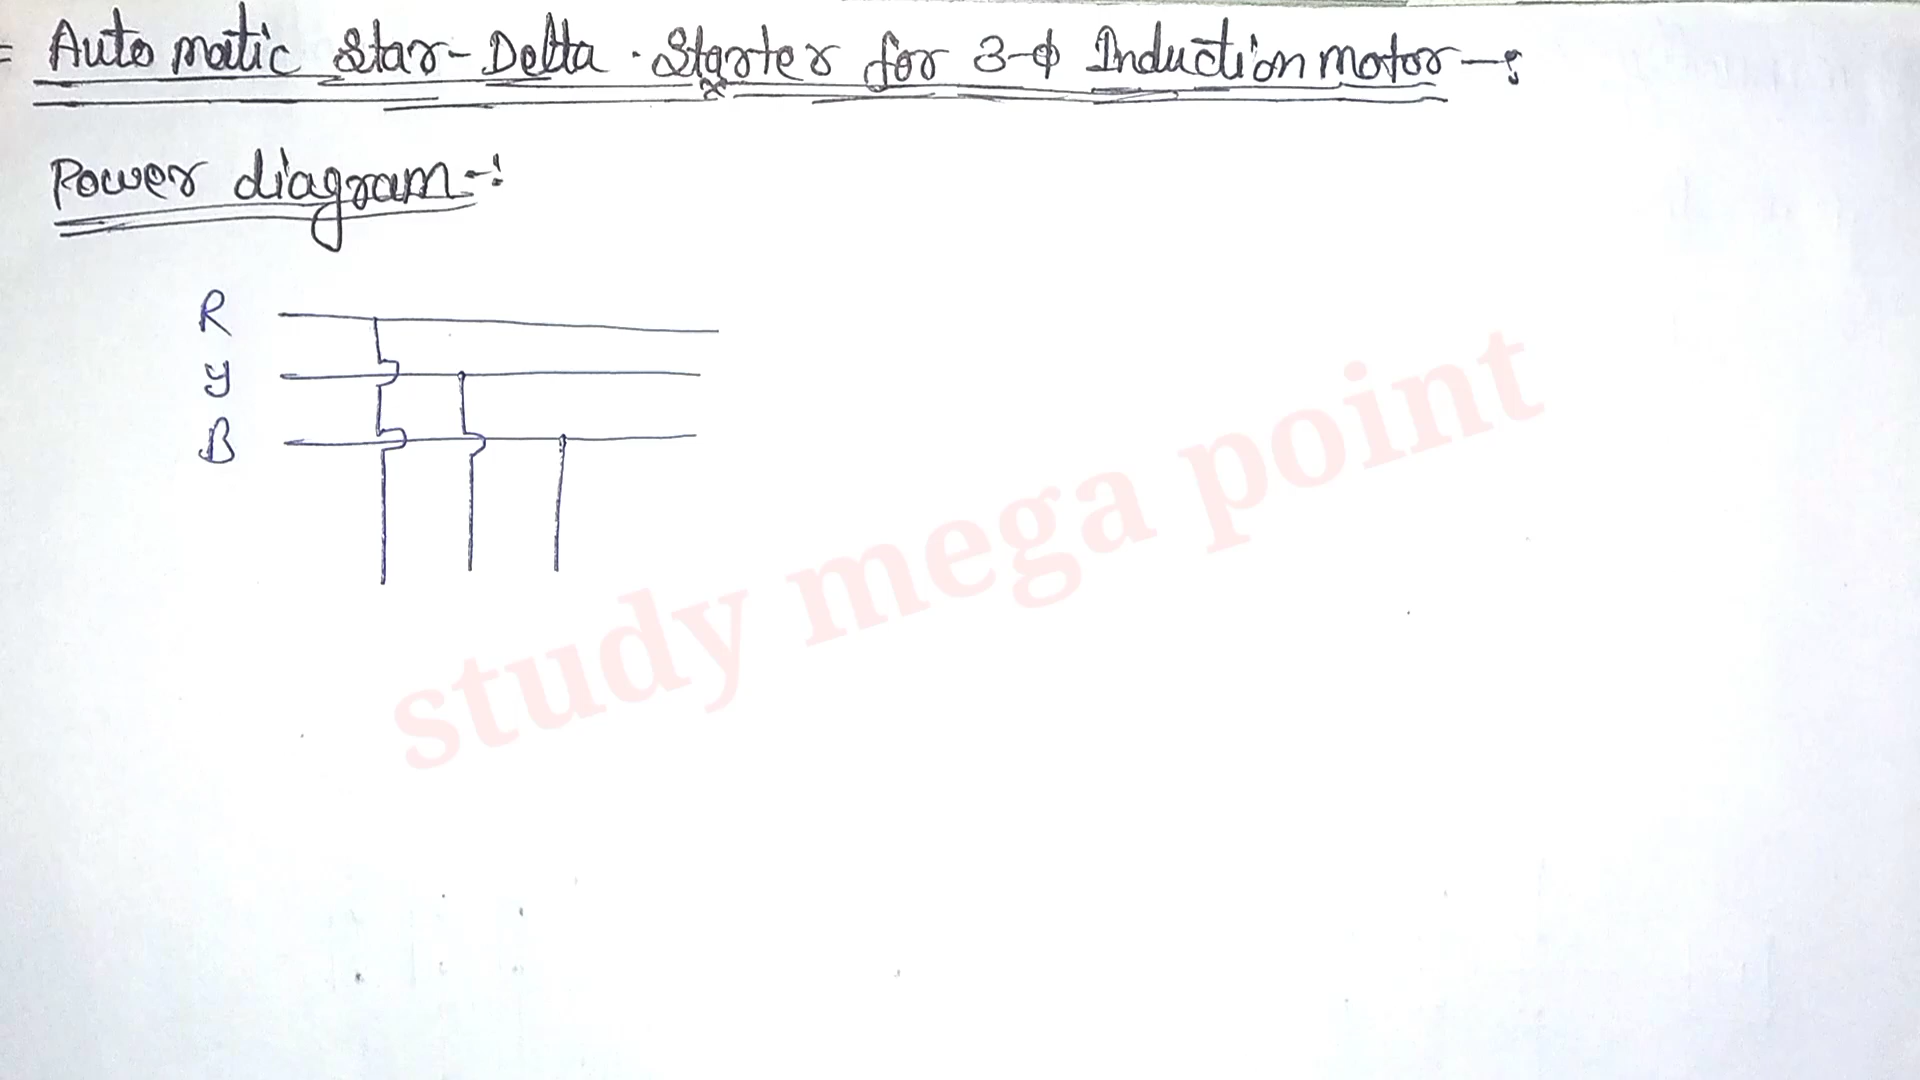 = Automatic Star-Delta Starter for 3-ϕ Induction motor-:
Power diagram-:
R
Y
B
study mega point